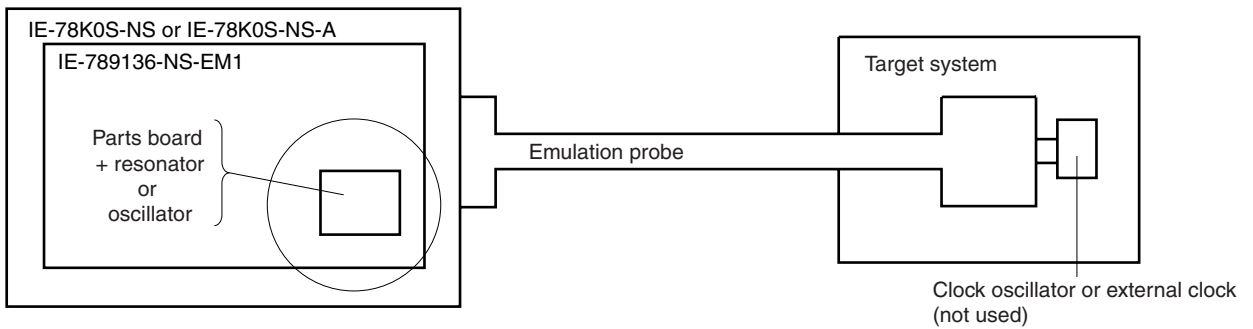 IE-78K0S-NS or IE-78K0S-NS-A
IE-789136-NS-EM1
Parts board
+ resonator
or
oscillator
Emulation probe
Target system
Clock oscillator or external clock
(not used)